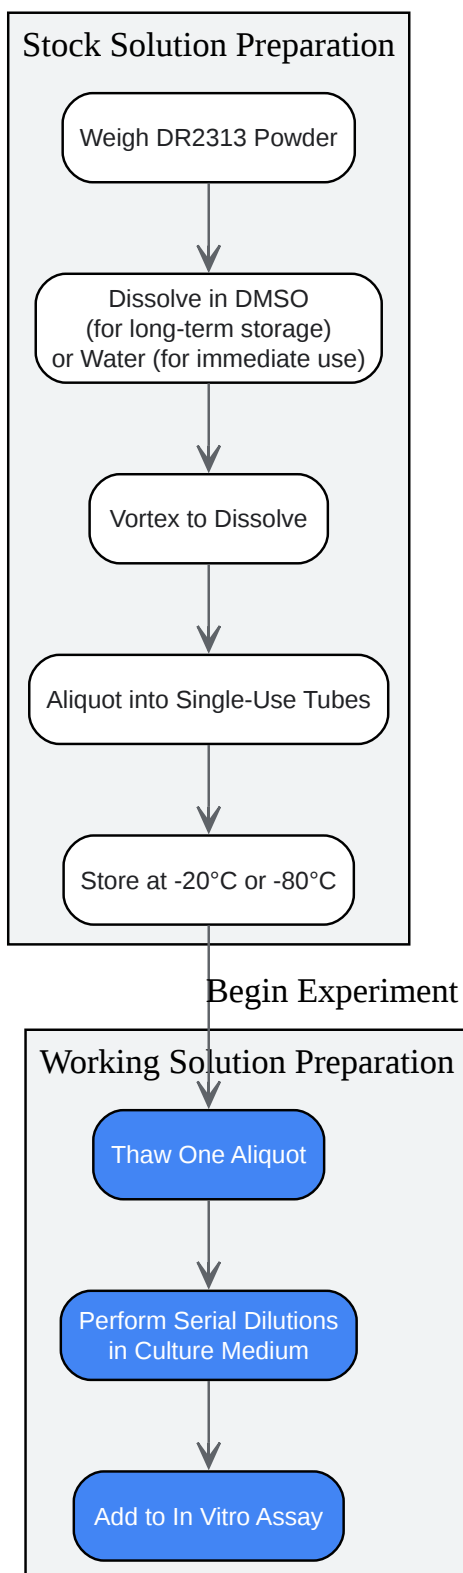 Stock Solution Preparation
Weigh DR2313 Powder
Dissolve in DMSO
(for long-term storage)
or Water (for immediate use)
Vortex to Dissolve
Aliquot into Single-Use Tubes
Store at -20°C or -80°C
Begin Experiment
Working Solution Preparation
Thaw One Aliquot
Perform Serial Dilutions
in Culture Medium
Add to In Vitro Assay